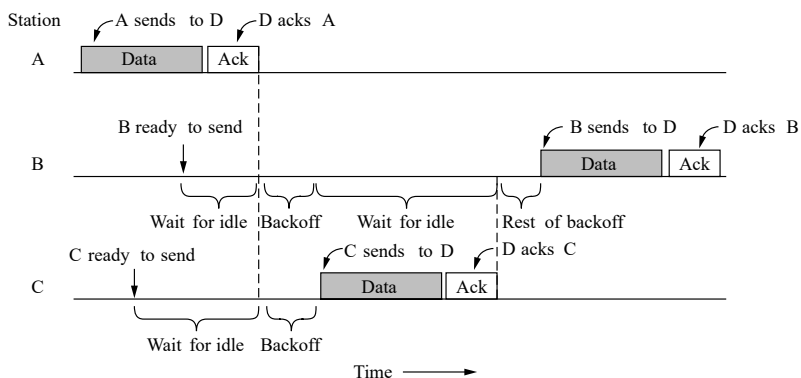 Station
A sends to D
D acks A
A
Data
Ack
B ready to send
B sends to D
D acks B
B
Data
Ack
Wait for idle
Backoff
Wait for idle
Rest of backoff
C ready to send
C sends to D
D acks C
C
Data
Ack
Wait for idle
Backoff
Time